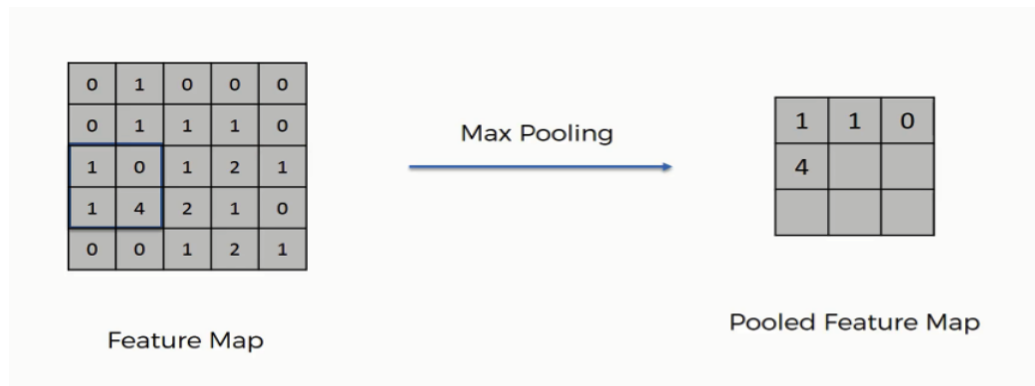 0 1 0 0 0
0 1 1 1 0
1 0 1 2 1
1 4 2 1 0
0 0 1 2 1
Feature Map
Max Pooling
1 1 0
4
Pooled Feature Map